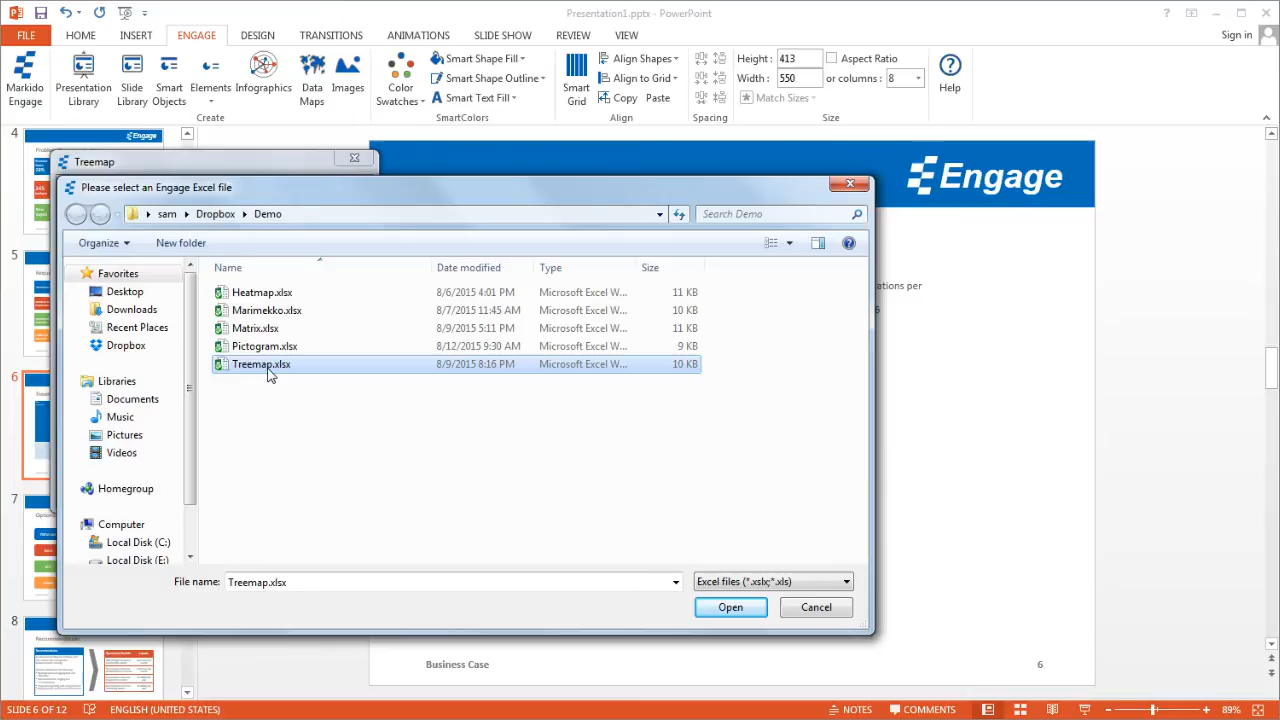 Presentation1.pptx - PowerPoint
FILE HOME INSERT ENGAGE DESIGN TRANSITIONS ANIMATIONS SLIDE SHOW REVIEW VIEW Sign in
Markido Engage
Presentation Library
Slide Library
Smart Objects
Elements
Infographics
Data Maps
Images
Create
Color Swatches
Smart Shape Fill
Smart Shape Outline
Smart Text Fill
SmartColors
Smart Grid
Align Shapes
Align to Grid
Copy Paste
Align
Spacing
Height: 413 Aspect Ratio
Width: 550 or columns: 8
Match Sizes
Size
Help
4
Engage
5
6
7
8
Treemap
Please select an Engage Excel file
sam Dropbox Demo
Search Demo
Organize New folder
Favorites
Desktop
Downloads
Recent Places
Dropbox
Libraries
Documents
Music
Pictures
Videos
Homegroup
Computer
Local Disk (C:)
Local Disk (E:)
Name Date modified Type Size
Heatmap.xlsx 8/6/2015 4:01 PM Microsoft Excel W... 11 KB
Marimekko.xlsx 8/7/2015 11:45 AM Microsoft Excel W... 10 KB
Matrix.xlsx 8/9/2015 5:11 PM Microsoft Excel W... 11 KB
Pictogram.xlsx 8/12/2015 9:30 AM Microsoft Excel W... 9 KB
Treemap.xlsx 8/9/2015 8:16 PM Microsoft Excel W... 10 KB
File name: Treemap.xlsx
Excel files (*.xslx;*.xls)
Open Cancel
Engage
ations per
6
Business Case 6
SLIDE 6 OF 12 ENGLISH (UNITED STATES) NOTES COMMENTS 89%